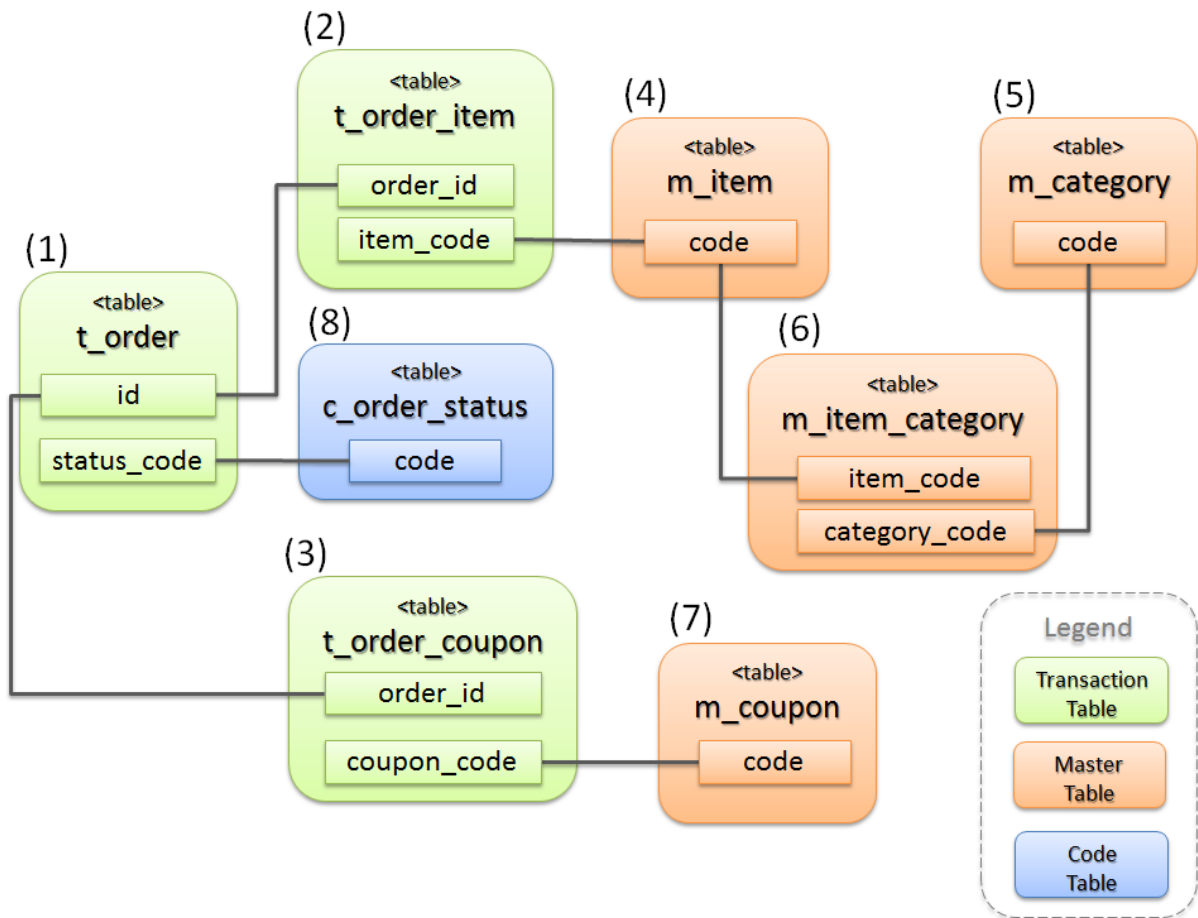 (1)
<table>
t_order
id
status_code
(2)
<table>
t_order_item
order_id
item_code
(3)
<table>
t_order_coupon
order_id
coupon_code
(4)
<table>
m_item
code
(5)
<table>
m_category
code
(6)
<table>
m_item_category
item_code
category_code
(7)
<table>
m_coupon
code
(8)
<table>
c_order_status
code
Legend
Transaction
Table
Master
Table
Code
Table